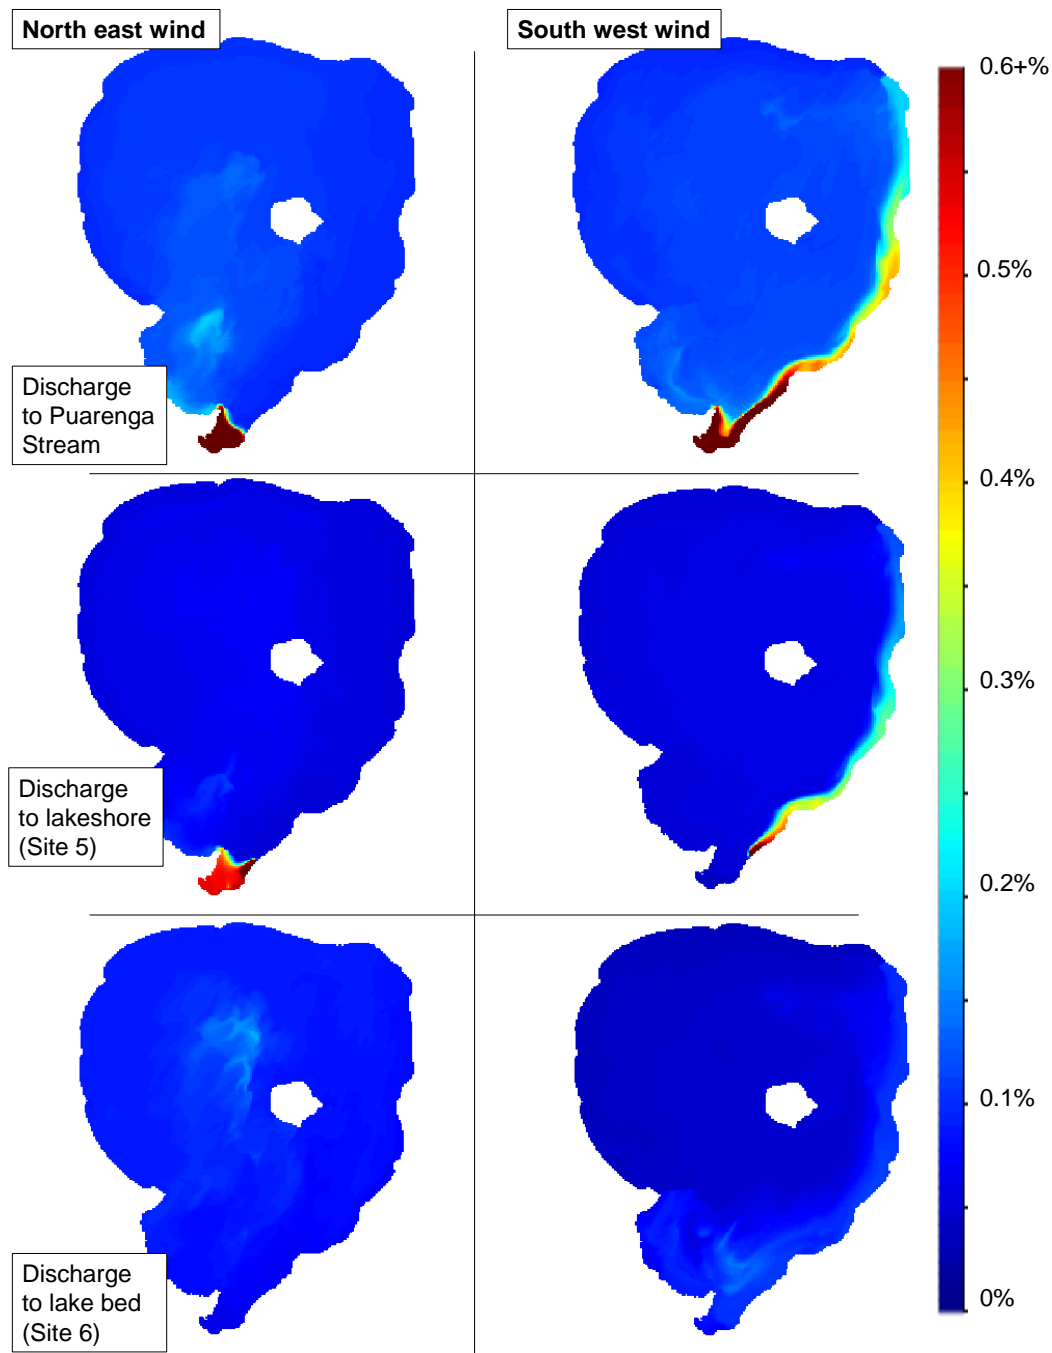 North east wind
South west wind
0.6+%
0.5%
Discharge
to Puarenga
Stream
0.4%
0.3%
Discharge
to lakeshore
(Site 5)
0.2%
0.1%
Discharge
to lake bed
(Site 6)
0%